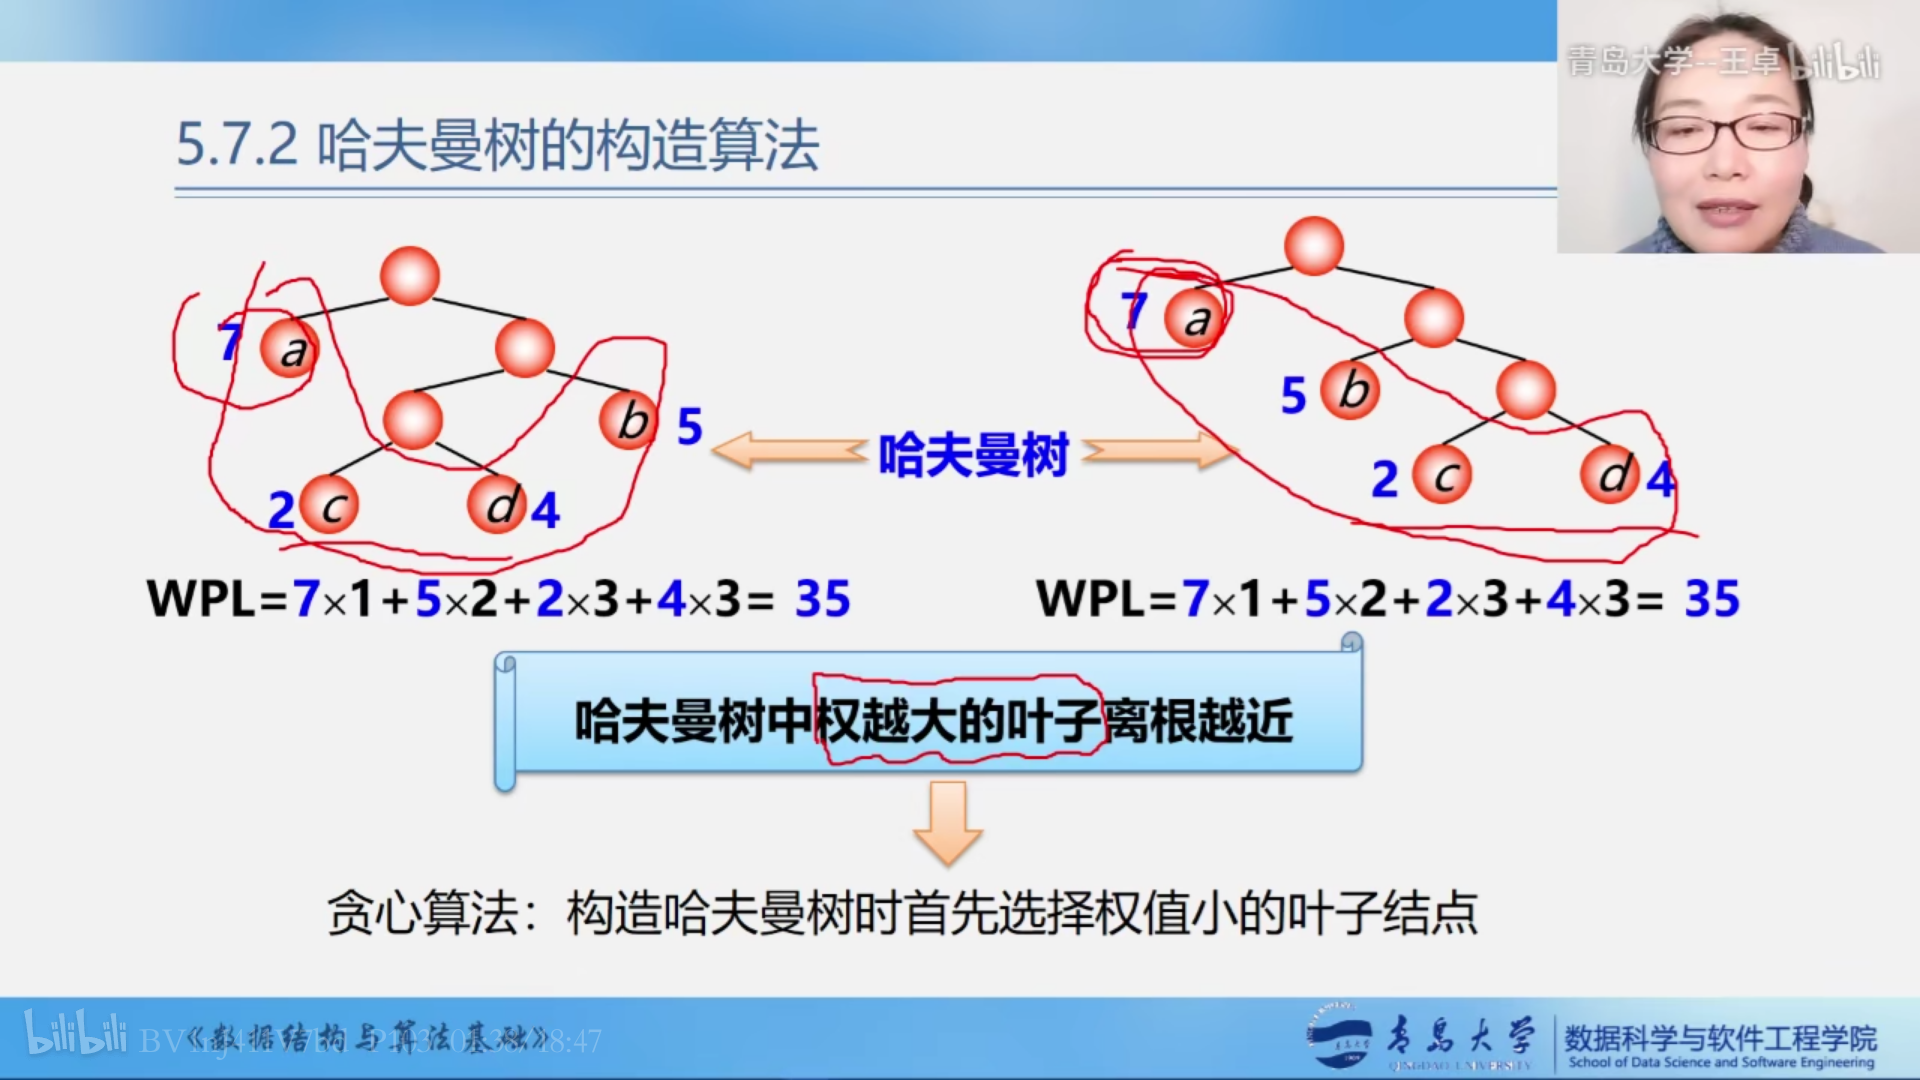 青岛大学--王卓 bilibili
5.7.2 哈夫曼树的构造算法
7 a
b 5
2 c
d 4
WPL=7×1+5×2+2×3+4×3= 35
哈夫曼树
7 a
5 b
2 c
d 4
WPL=7×1+5×2+2×3+4×3= 35
哈夫曼树中权越大的叶子离根越近
贪心算法：构造哈夫曼树时首先选择权值小的叶子结点
bilibili
《数据结构与算法基础》
青岛大学
QINGDAO UNIVERSITY
数据科学与软件工程学院
School of Data Science and Software Engineering